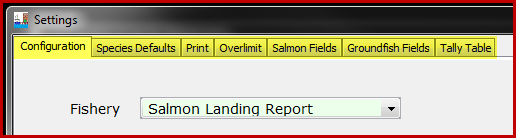 Settings
Configuration Species Defaults Print Overlimit Salmon Fields Groundfish Fields Tally Table
Fishery Salmon Landing Report